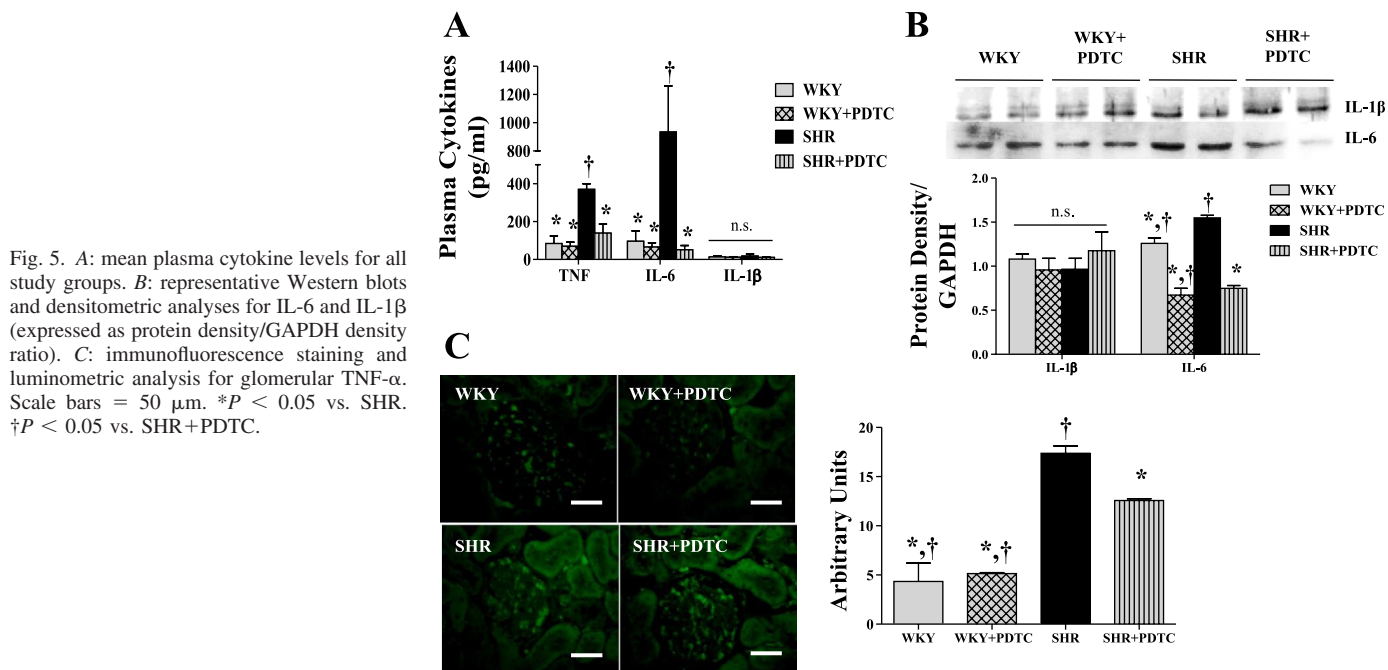 Fig. 5. A: mean plasma cytokine levels for all
study groups. B: representative Western blots
and densitometric analyses for IL-6 and IL-1β
(expressed as protein density/GAPDH density
ratio). C: immunofluorescence staining and
luminometric analysis for glomerular TNF-α.
Scale bars = 50 μm. *P < 0.05 vs. SHR.
†P < 0.05 vs. SHR+PDTC.
A
Plasma Cytokines
(pg/ml)
1400
1200
1000
800
600
400
200
0
* * † *
* * † *
n.s.
TNF IL-6 IL-1β
WKY
WKY+PDTC
SHR
SHR+PDTC
B
WKY WKY+
PDTC SHR SHR+
PDTC
IL-1β
IL-6
Protein Density/
GAPDH
2.0
1.5
1.0
0.5
0.0
n.s.
*,† *,† † *
IL-1β IL-6
WKY
WKY+PDTC
SHR
SHR+PDTC
C
WKY WKY+PDTC
SHR SHR+PDTC
Arbitrary Units
20
15
10
5
0
*,† *,† † *
WKY WKY+PDTC SHR SHR+PDTC